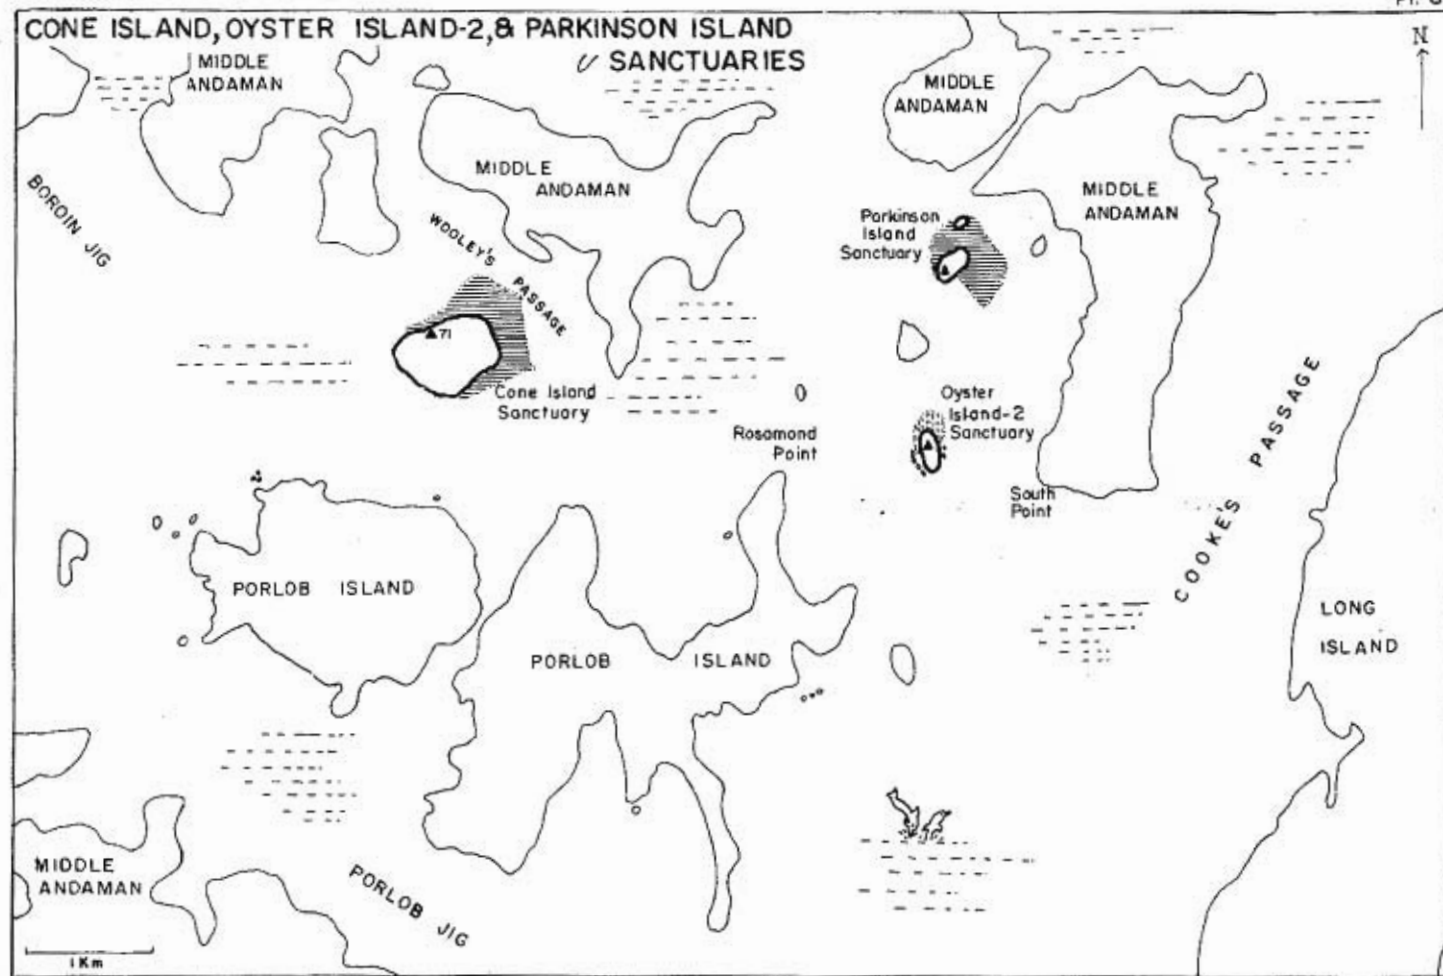 CONE ISLAND, OYSTER ISLAND-2, & PARKINSON ISLAND
SANCTUARIES
N
MIDDLE
ANDAMAN
MIDDLE
ANDAMAN
MIDDLE
ANDAMAN
MIDDLE
ANDAMAN
BOROIN JIG
WOOLEY'S PASSAGE
Parkinson
Island
Sanctuary
71
Cone Island
Sanctuary
Oyster
Island-2
Sanctuary
Rosamond
Point
South
Point
COOKE'S PASSAGE
PORLOB ISLAND
PORLOB ISLAND
LONG
ISLAND
MIDDLE
ANDAMAN
PORLOB JIG
1Km